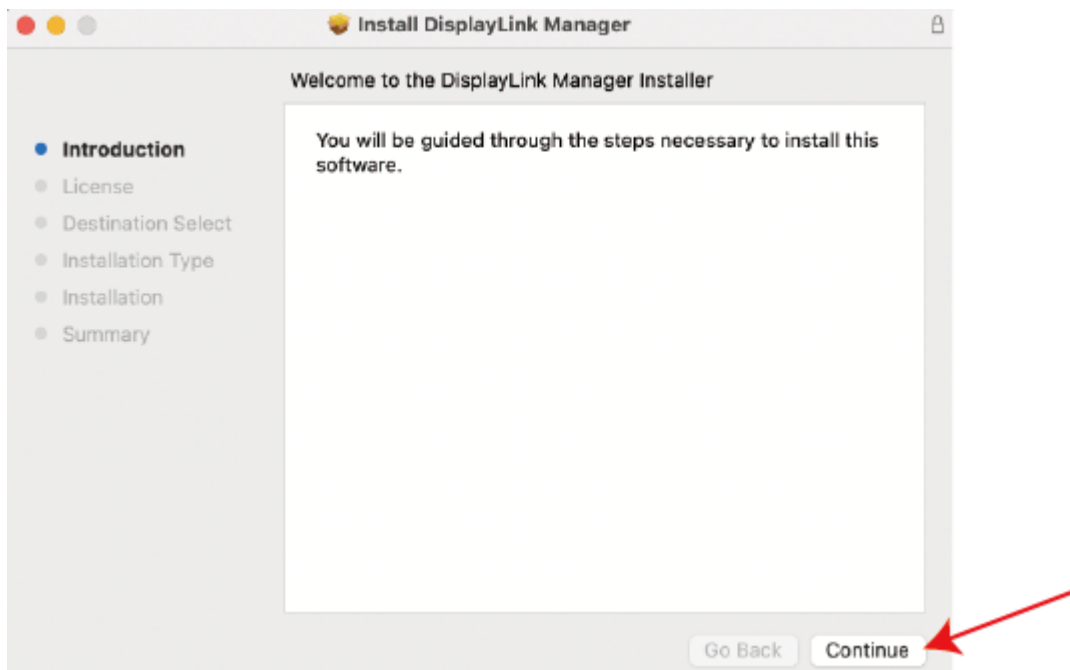 Install DisplayLink Manager
Welcome to the DisplayLink Manager Installer
Introduction
License
Destination Select
Installation Type
Installation
Summary
You will be guided through the steps necessary to install this
software.
Go Back
Continue